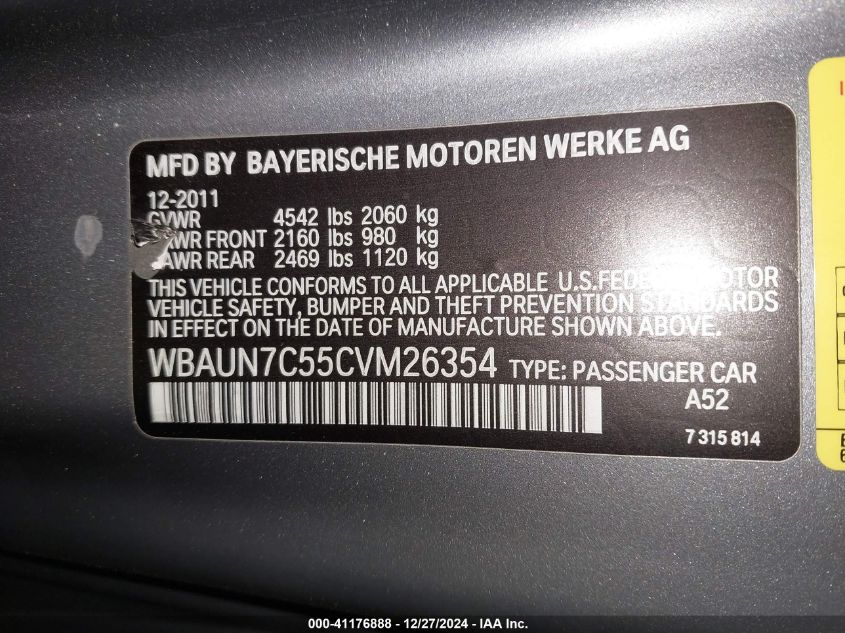 MFD BY BAYERISCHE MOTOREN WERKE AG
12-2011
GVWR 4542 lbs 2060 kg
AWR FRONT 2160 lbs 980 kg
AWR REAR 2469 lbs 1120 kg
THIS VEHICLE CONFORMS TO ALL APPLICABLE U.S.FEDERAL MOTOR
VEHICLE SAFETY, BUMPER AND THEFT PREVENTION STANDARDS
IN EFFECT ON THE DATE OF MANUFACTURE SHOWN ABOVE.
WBAUN7C55CVM26354 TYPE: PASSENGER CAR
A52
7 315 814
000-41176888 - 12/27/2024 - IAA Inc.